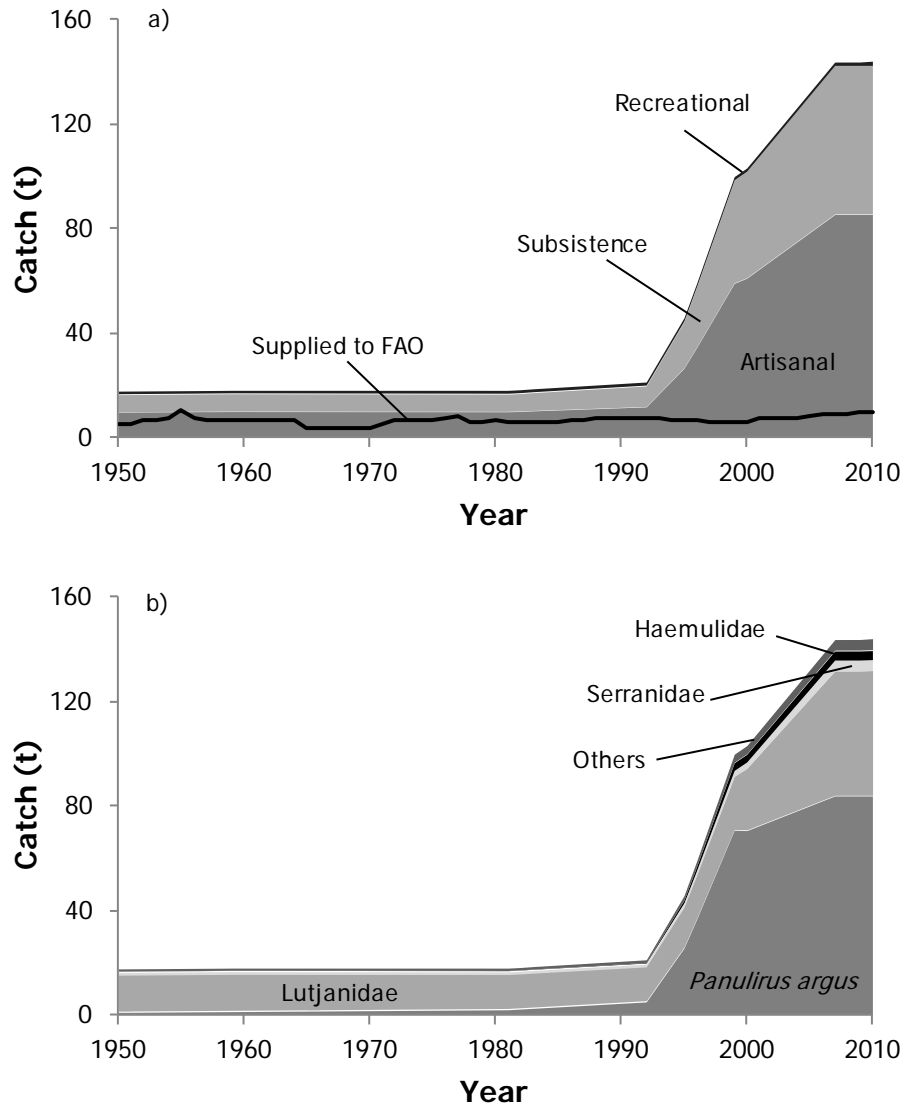 a)
160
120
80
40
0
Catch (t)
Recreational
Subsistence
Supplied to FAO
Artisanal
1950 1960 1970 1980 1990 2000 2010
Year
b)
160
120
80
40
0
Catch (t)
Haemulidae
Serranidae
Others
Lutjanidae
Panulirus argus
1950 1960 1970 1980 1990 2000 2010
Year